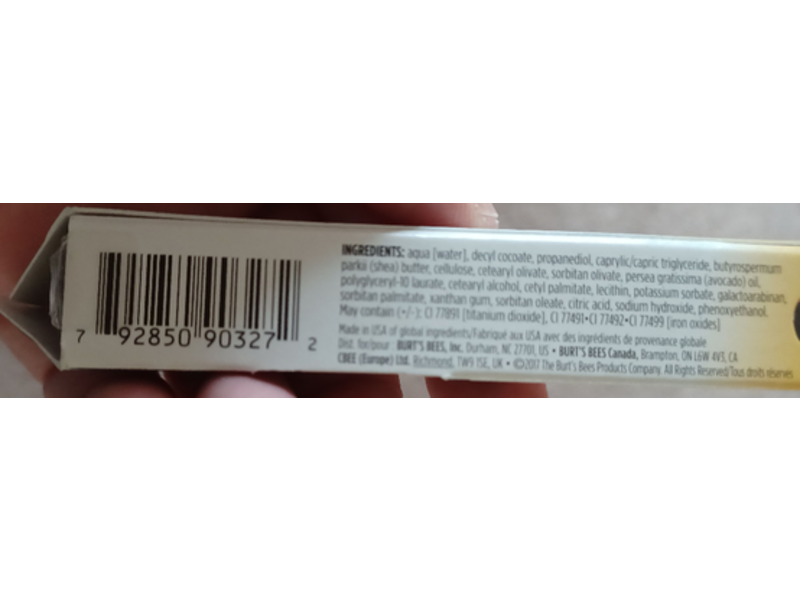 INGREDIENTS: aqua [water], decyl cocoate, propanediol, caprylic/capric triglyceride, butyrospermum
parkii (shea) butter, cellulose, cetearyl olivate, sorbitan olivate, persea gratissima (avocado) oil,
polyglyceryl-10 laurate, cetearyl alcohol, cetyl palmitate, lecithin, potassium sorbate, galactoarabinan,
sorbitan palmitate, xanthan gum, sorbitan oleate, citric acid, sodium hydroxide, phenoxyethanol.
May contain (+/-): CI 77891 [titanium dioxide], CI 77491•CI 77492•CI 77499 [iron oxides]
Made in USA of global ingredients/Fabriqué aux USA avec des ingrédients de provenance globale
Dist. for/pour BURT'S BEES, Inc. Durham, NC 27701, US • BURT'S BEES Canada, Brampton, ON L6W 4V3, CA
CBEE (Europe) Ltd. Richmond, TW9 1SE, UK • ©2017 The Burt's Bees Products Company. All Rights Reserved/Tous droits réservés
7 92850 90327 2